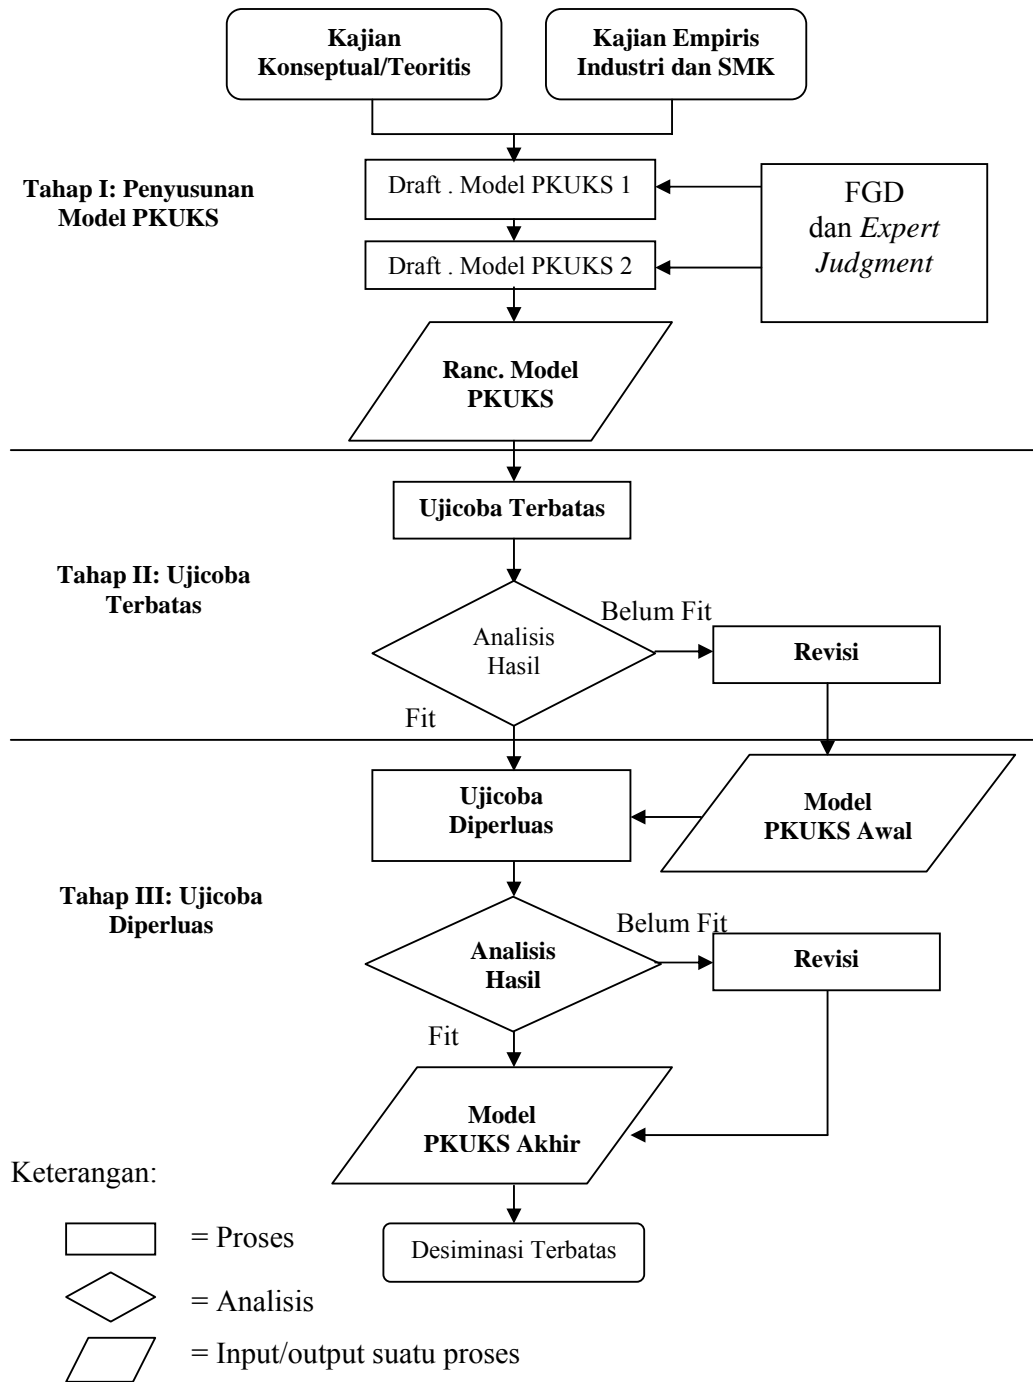 Kajian
Konseptual/Teoritis
Kajian Empiris
Industri dan SMK
Tahap I: Penyusunan
Model PKUKS
Draft . Model PKUKS 1
FGD
dan Expert
Judgment
Draft . Model PKUKS 2
Ranc. Model
PKUKS
Ujicoba Terbatas
Tahap II: Ujicoba
Terbatas
Analisis
Hasil
Belum Fit
Revisi
Fit
Ujicoba
Diperluas
Model
PKUKS Awal
Tahap III: Ujicoba
Diperluas
Analisis
Hasil
Belum Fit
Revisi
Fit
Model
PKUKS Akhir
Keterangan:
= Proses
Desiminasi Terbatas
= Analisis
= Input/output suatu proses